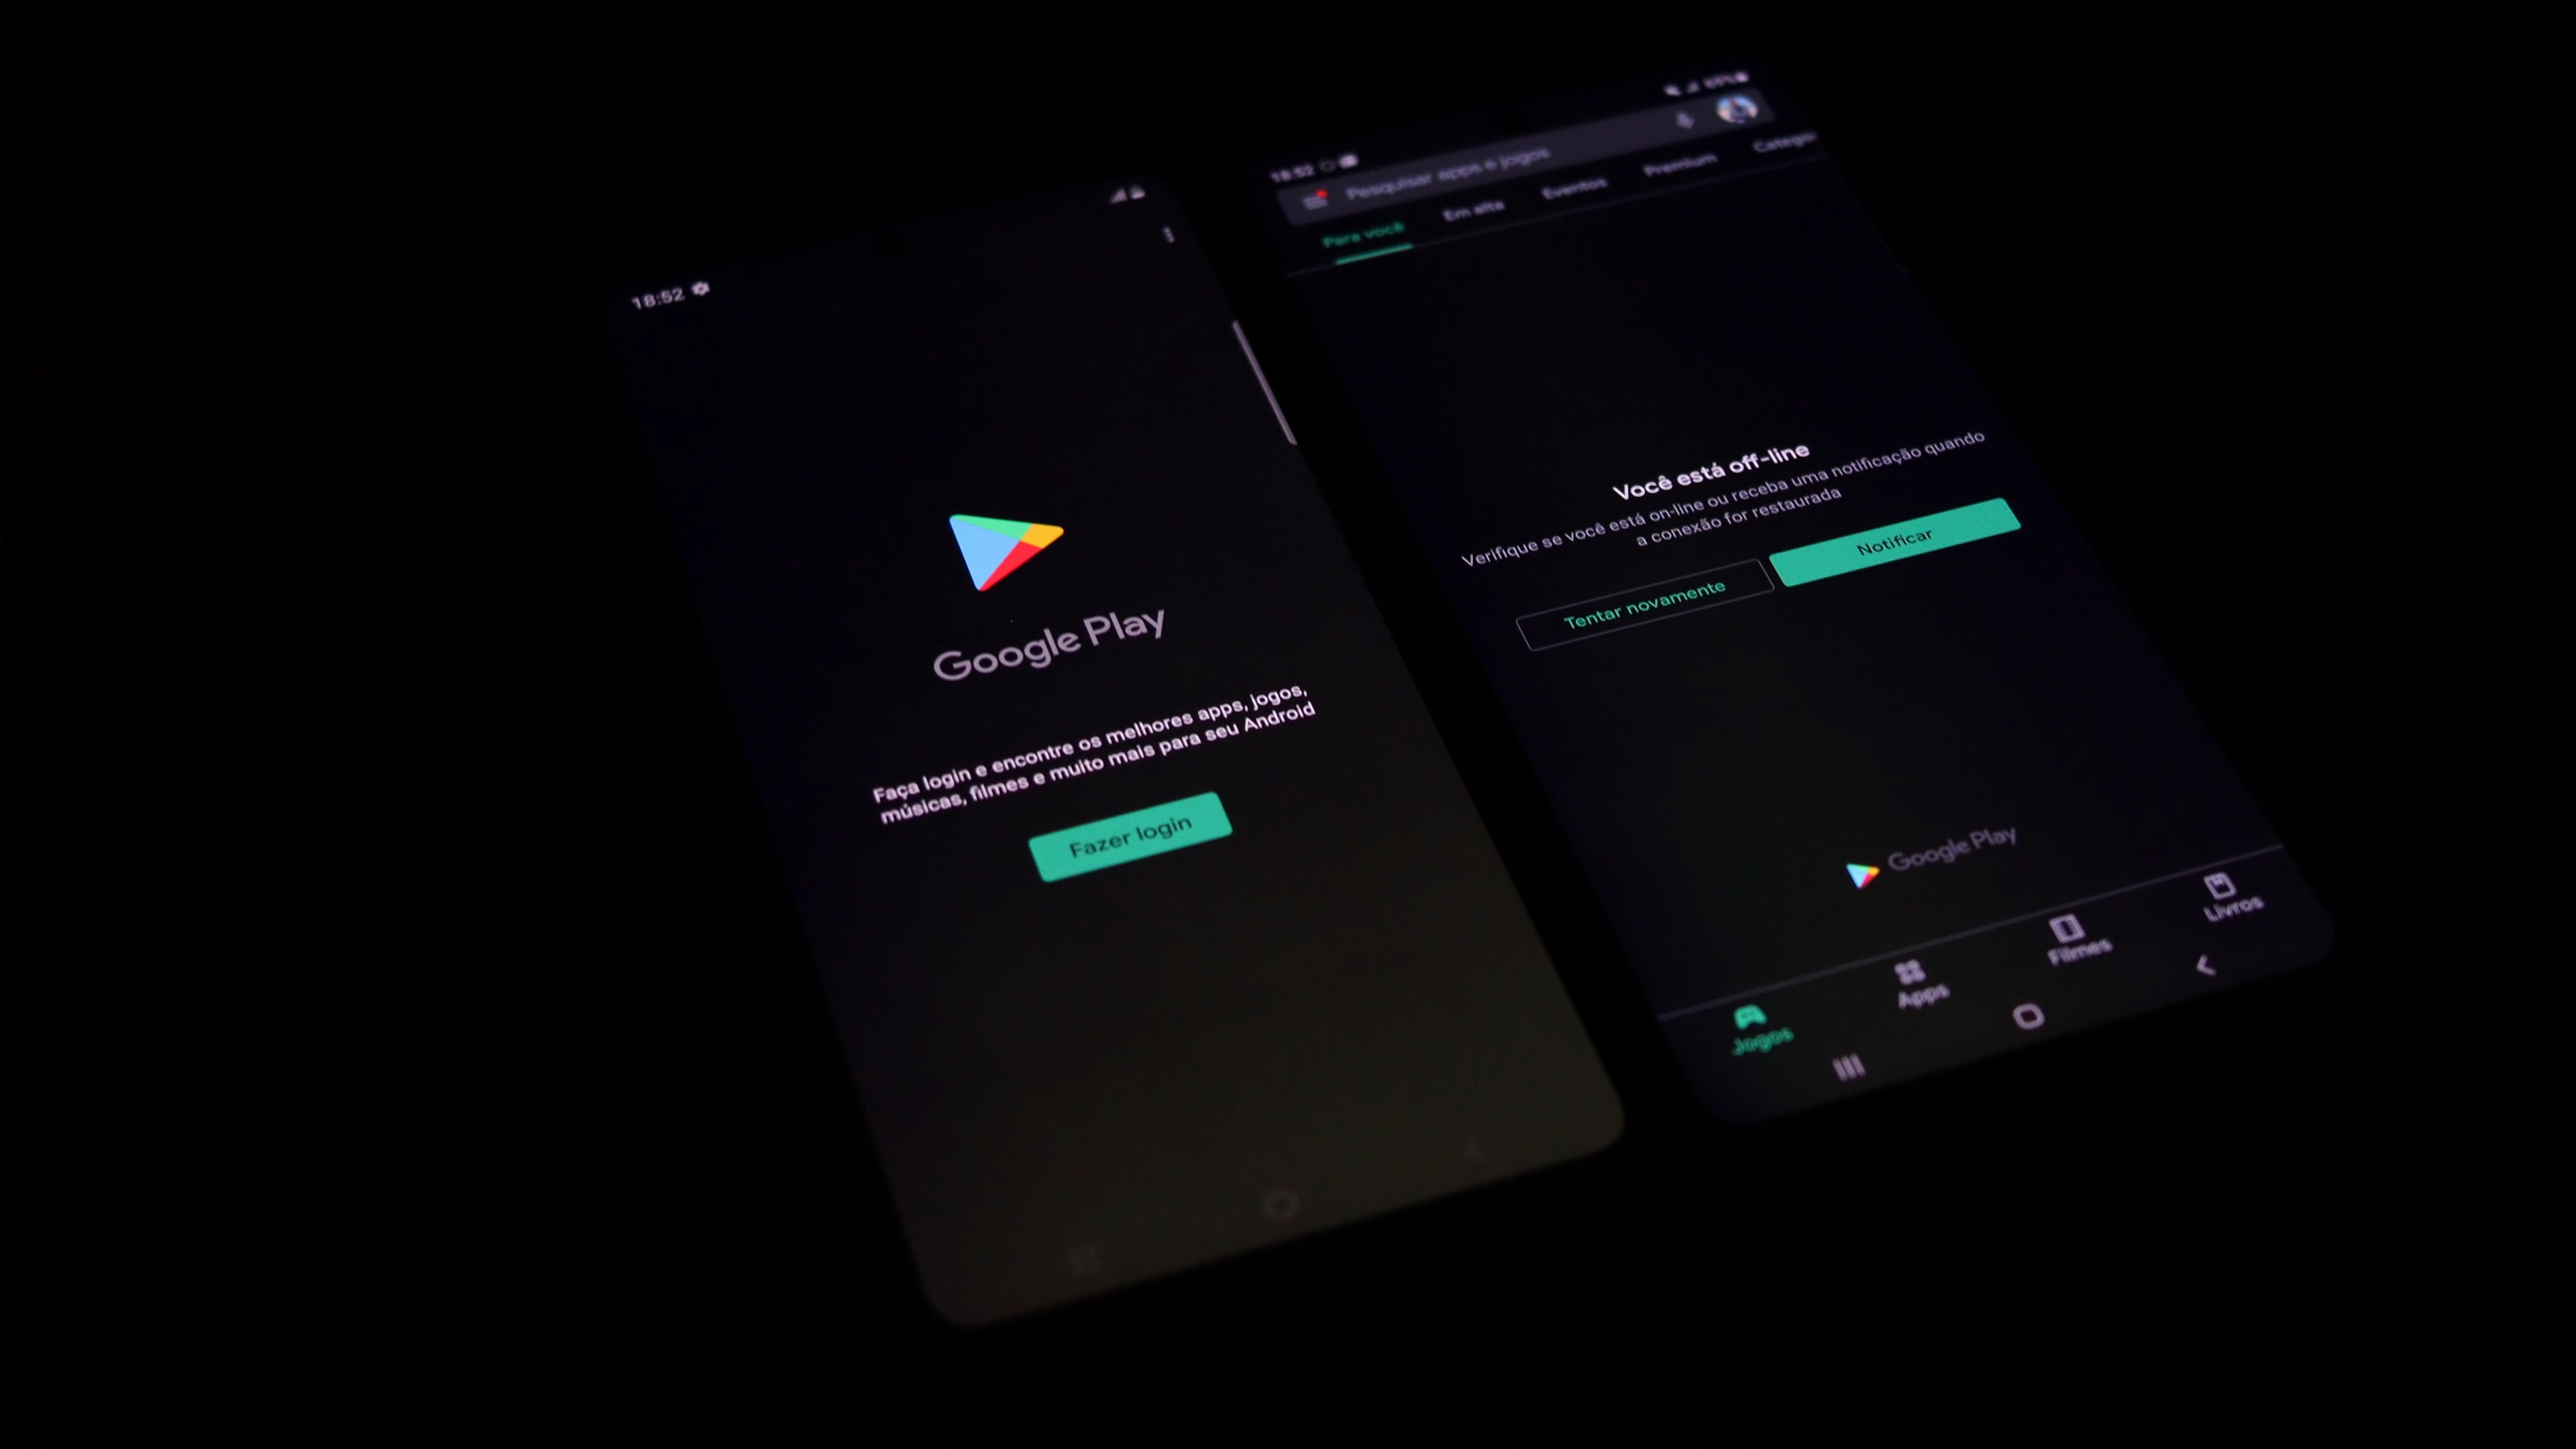 18:52
Google Play
Faça login e encontre os melhores apps, jogos,
músicas, filmes e muito mais para seu Android
Fazer login
18:52
Pesquisar apps e jogos
Para você
Em alta
Eventos
Premium
Você está off-line
Verifique se você está on-line ou receba uma notificação quando
a conexão for restaurada
Tentar novamente
Notificar
Google Play
Jogos
Apps
Filmes
Livros